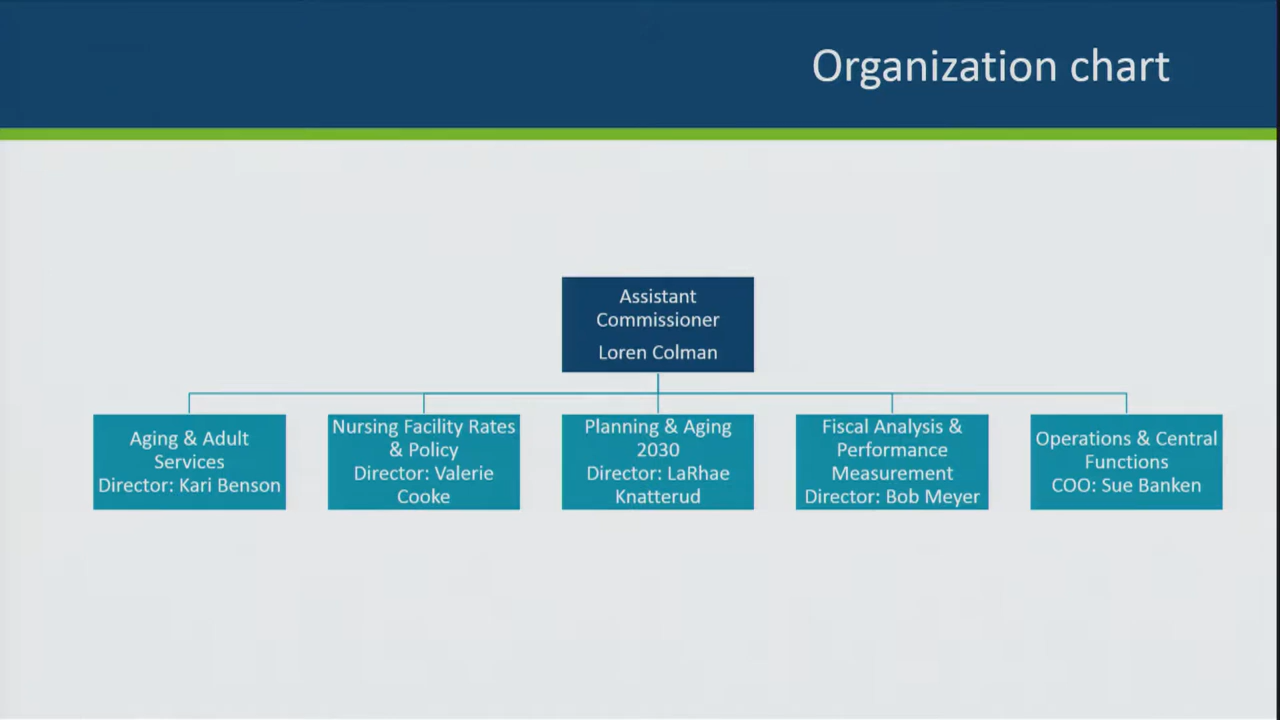 Organization chart
Assistant
Commissioner
Loren Colman
Aging & Adult
Services
Director: Kari Benson
Nursing Facility Rates
& Policy
Director: Valerie
Cooke
Planning & Aging
2030
Director: LaRhae
Knatterud
Fiscal Analysis &
Performance
Measurement
Director: Bob Meyer
Operations & Central
Functions
COO: Sue Banken